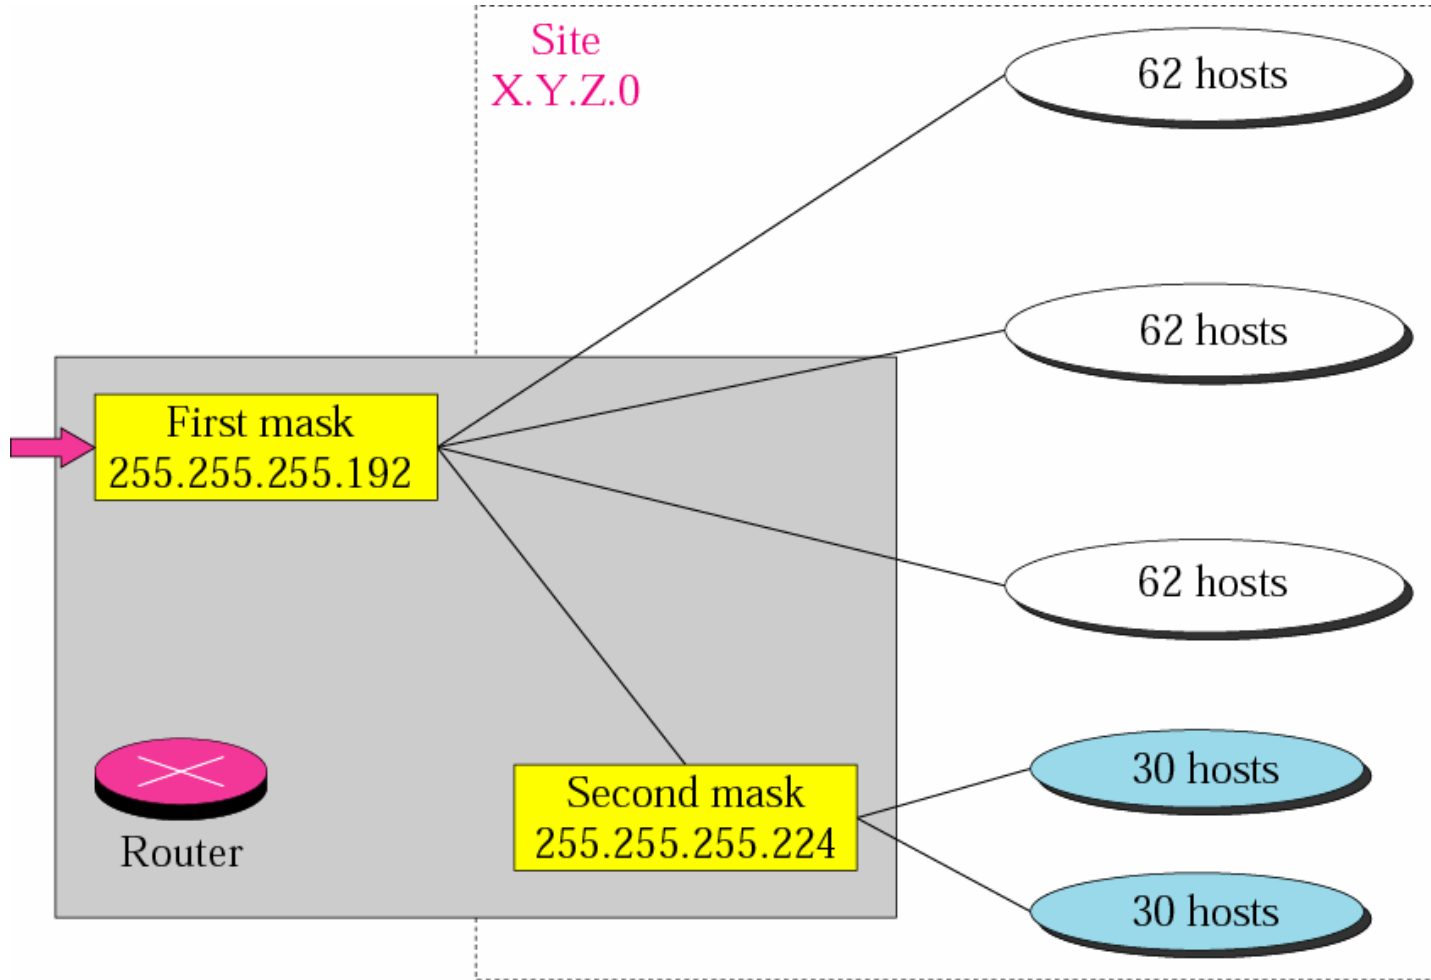 Site
X.Y.Z.0
62 hosts
62 hosts
First mask
255.255.255.192
62 hosts
Second mask
255.255.255.224
30 hosts
Router
30 hosts